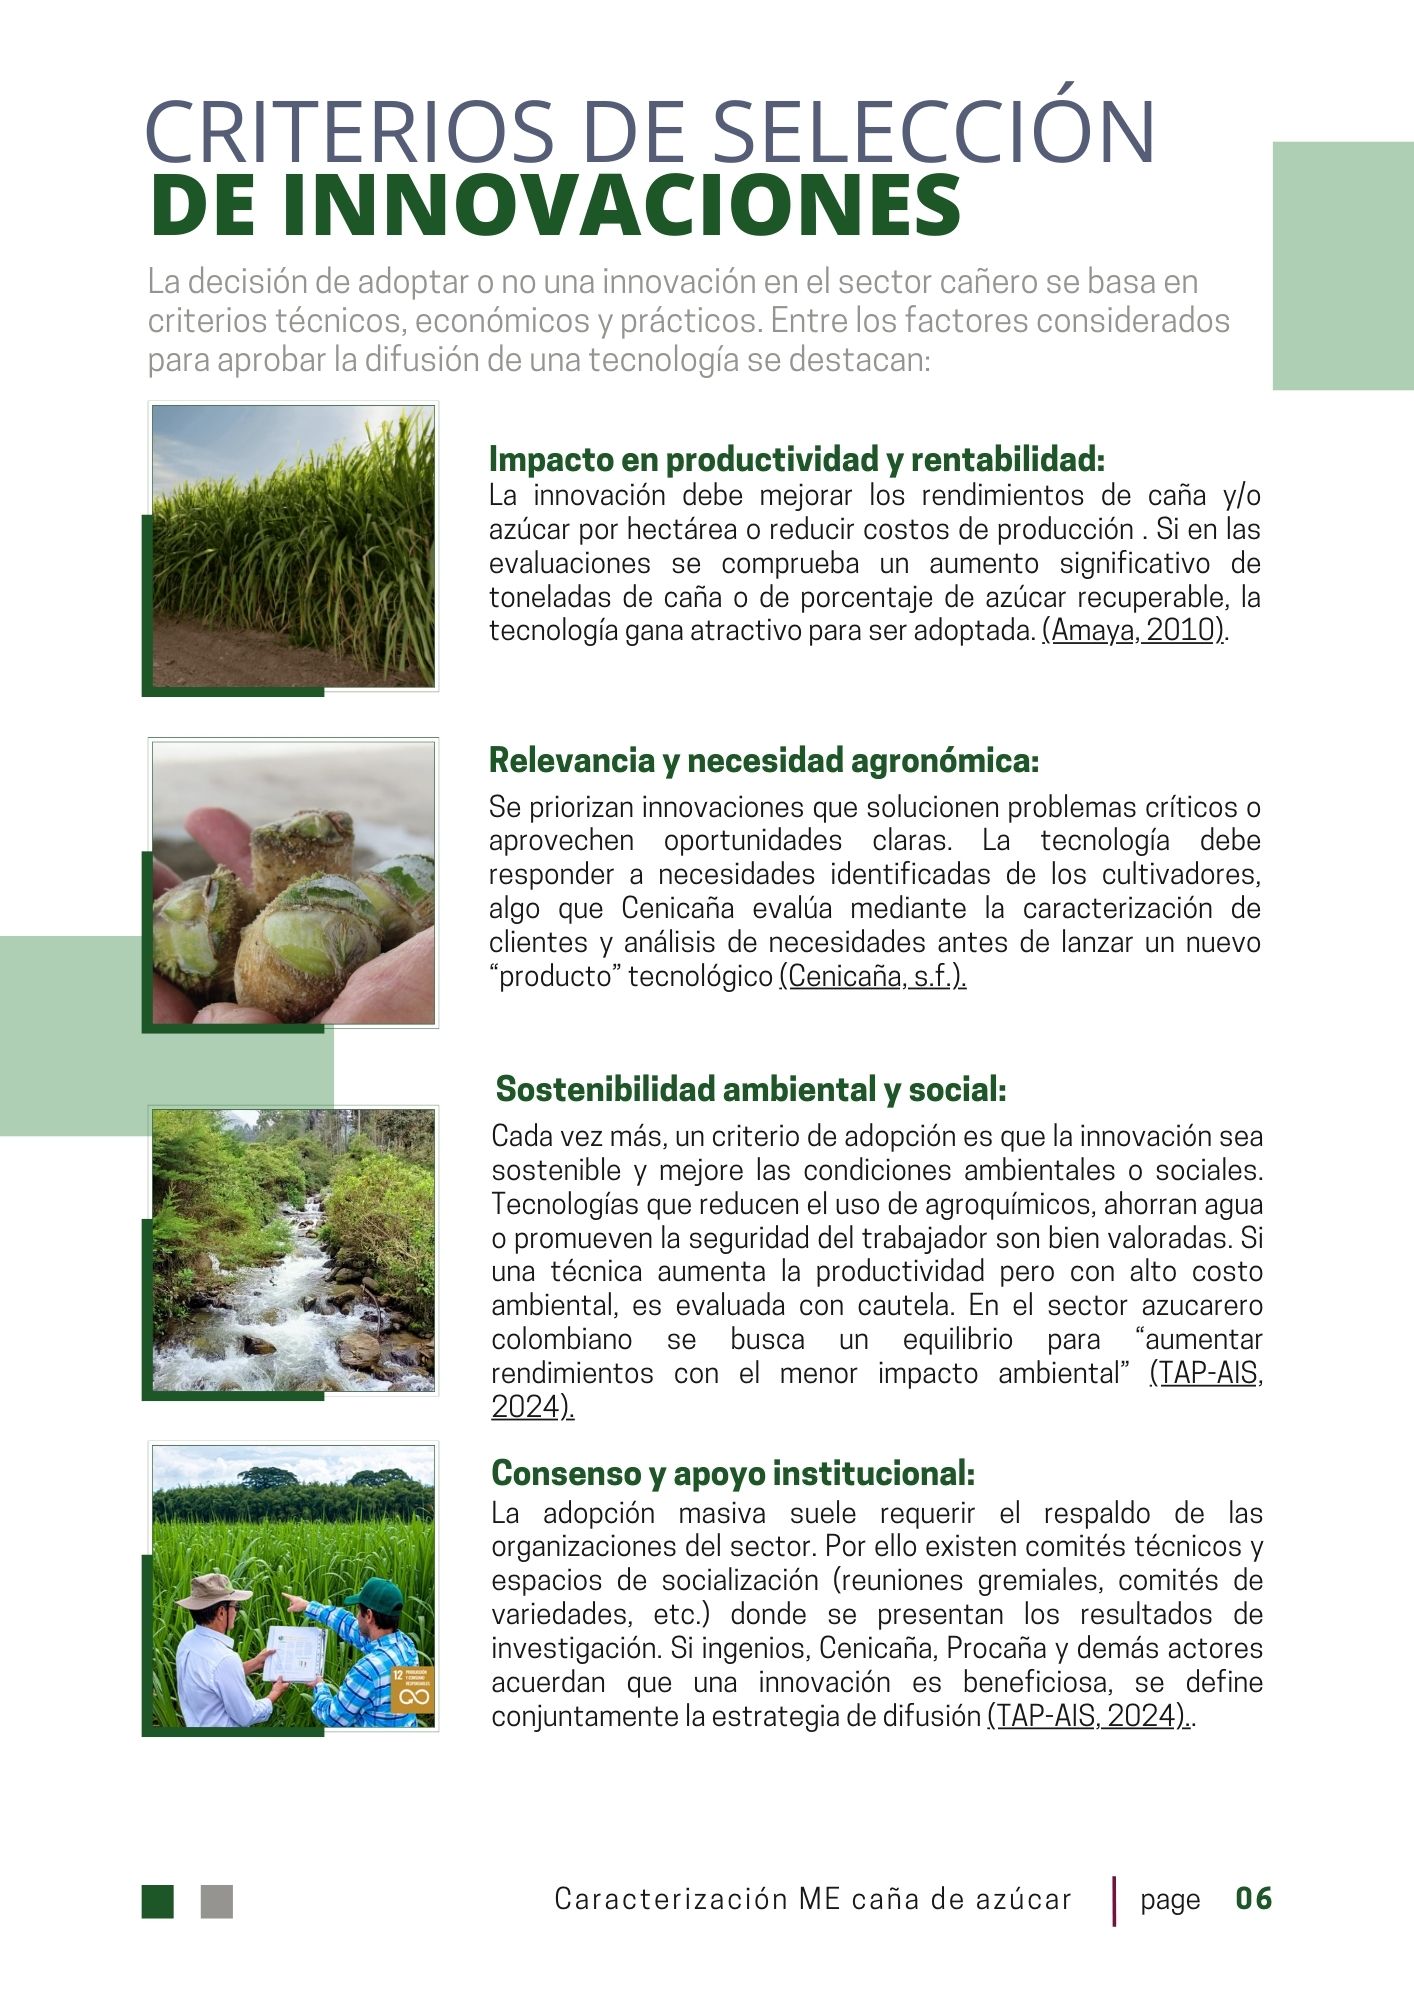 CRITERIOS DE SELECCIÓN
DE INNOVACIONES
La decisión de adoptar o no una innovación en el sector cañero se basa en
criterios técnicos, económicos y prácticos. Entre los factores considerados
para aprobar la difusión de una tecnología se destacan:
Impacto en productividad y rentabilidad:
La innovación debe mejorar los rendimientos de caña y/o
azúcar por hectárea o reducir costos de producción . Si en las
evaluaciones se comprueba un aumento significativo de
toneladas de caña o de porcentaje de azúcar recuperable, la
tecnología gana atractivo para ser adoptada. (Amaya, 2010).
Relevancia y necesidad agronómica:
Se priorizan innovaciones que solucionen problemas críticos o
aprovechen oportunidades claras. La tecnología debe
responder a necesidades identificadas de los cultivadores,
algo que Cenicaña evalúa mediante la caracterización de
clientes y análisis de necesidades antes de lanzar un nuevo
“producto” tecnológico (Cenicaña, s.f.).
Sostenibilidad ambiental y social:
Cada vez más, un criterio de adopción es que la innovación sea
sostenible y mejore las condiciones ambientales o sociales.
Tecnologías que reducen el uso de agroquímicos, ahorran agua
o promueven la seguridad del trabajador son bien valoradas. Si
una técnica aumenta la productividad pero con alto costo
ambiental, es evaluada con cautela. En el sector azucarero
colombiano se busca un equilibrio para “aumentar
rendimientos con el menor impacto ambiental” (TAP-AIS,
2024).
Consenso y apoyo institucional:
La adopción masiva suele requerir el respaldo de las
organizaciones del sector. Por ello existen comités técnicos y
espacios de socialización (reuniones gremiales, comités de
variedades, etc.) donde se presentan los resultados de
investigación. Si ingenios, Cenicaña, Procaña y demás actores
acuerdan que una innovación es beneficiosa, se define
conjuntamente la estrategia de difusión (TAP-AIS, 2024)..
12 PRODUCCIÓN
Y CONSUMO
RESPONSABLES
Caracterización ME caña de azúcar page 06